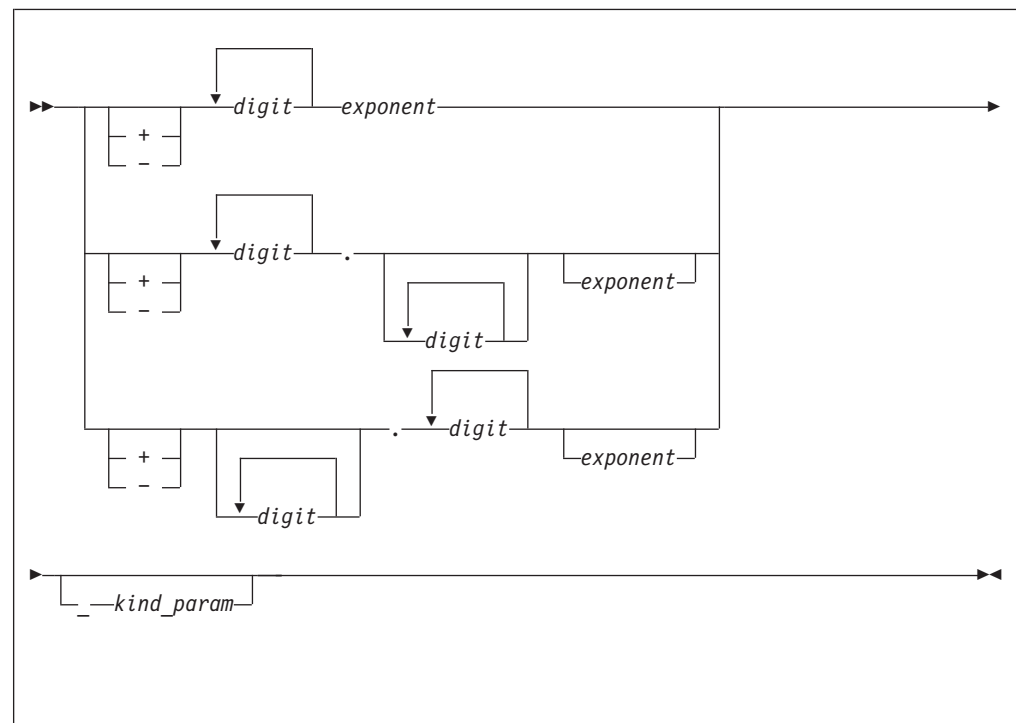 digit exponent
+
−
digit . exponent
+
−
digit
. digit
+ exponent
−
digit
_ kind_param